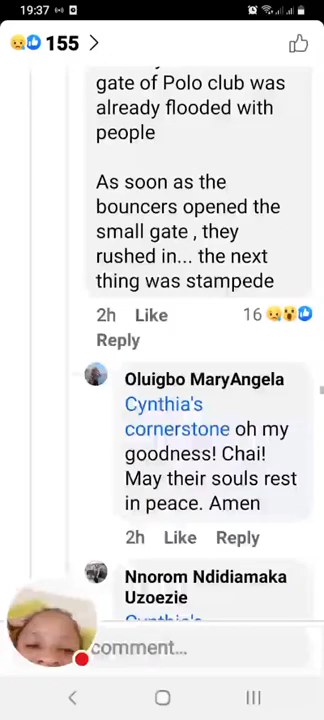 19:37
155
gate of Polo club was
already flooded with
people
As soon as the
bouncers opened the
small gate , they
rushed in... the next
thing was stampede
2h Like 16
Reply
Oluigbo MaryAngela
Cynthia's
cornerstone oh my
goodness! Chai!
May their souls rest
in peace. Amen
2h Like Reply
Nnorom Ndidiamaka
Uzoezie
Cynthia's
comment...